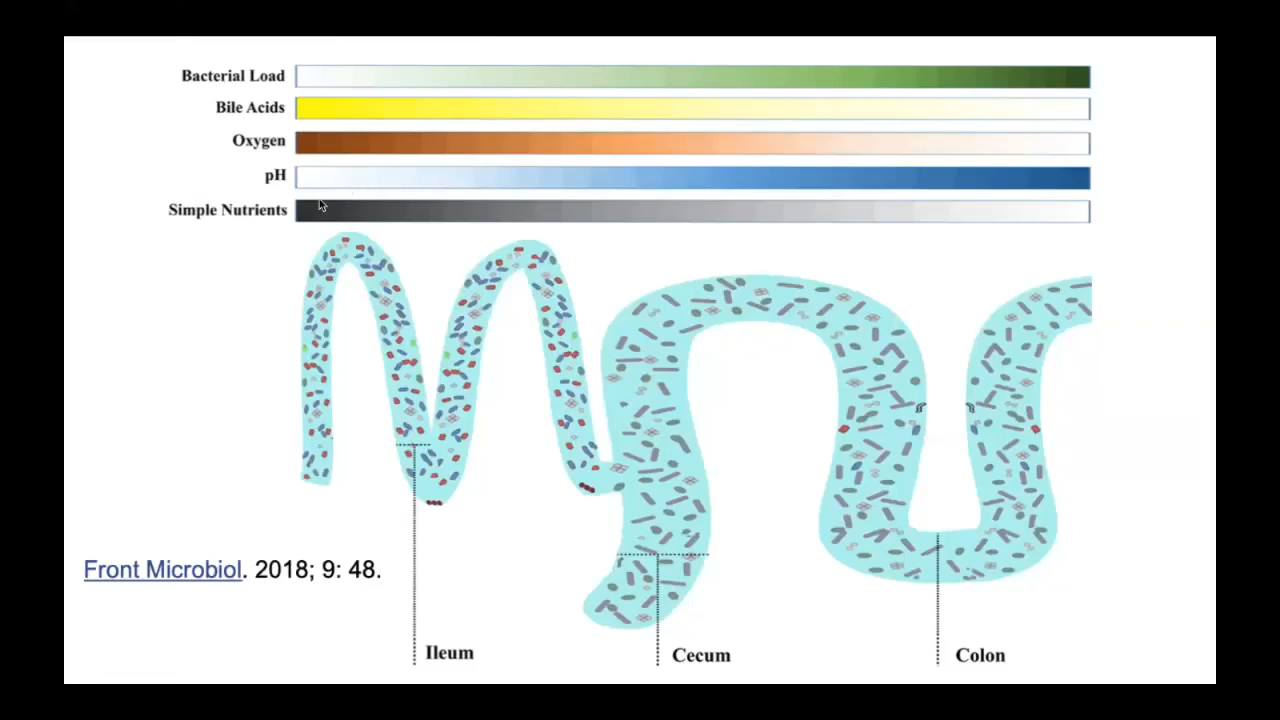 Bacterial Load
Bile Acids
Oxygen
pH
Simple Nutrients
Front Microbiol. 2018; 9: 48.
Ileum
Cecum
Colon